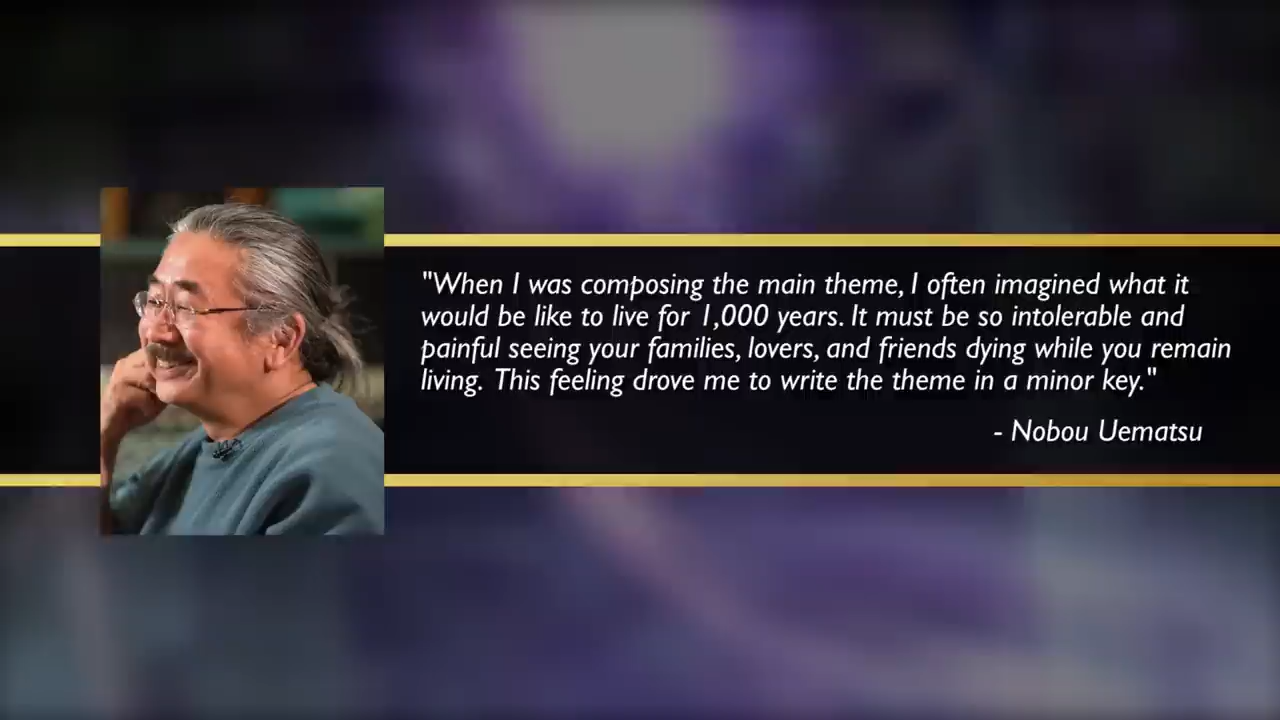 "When I was composing the main theme, I often imagined what it
would be like to live for 1,000 years. It must be so intolerable and
painful seeing your families, lovers, and friends dying while you remain
living. This feeling drove me to write the theme in a minor key."
- Nobou Uematsu